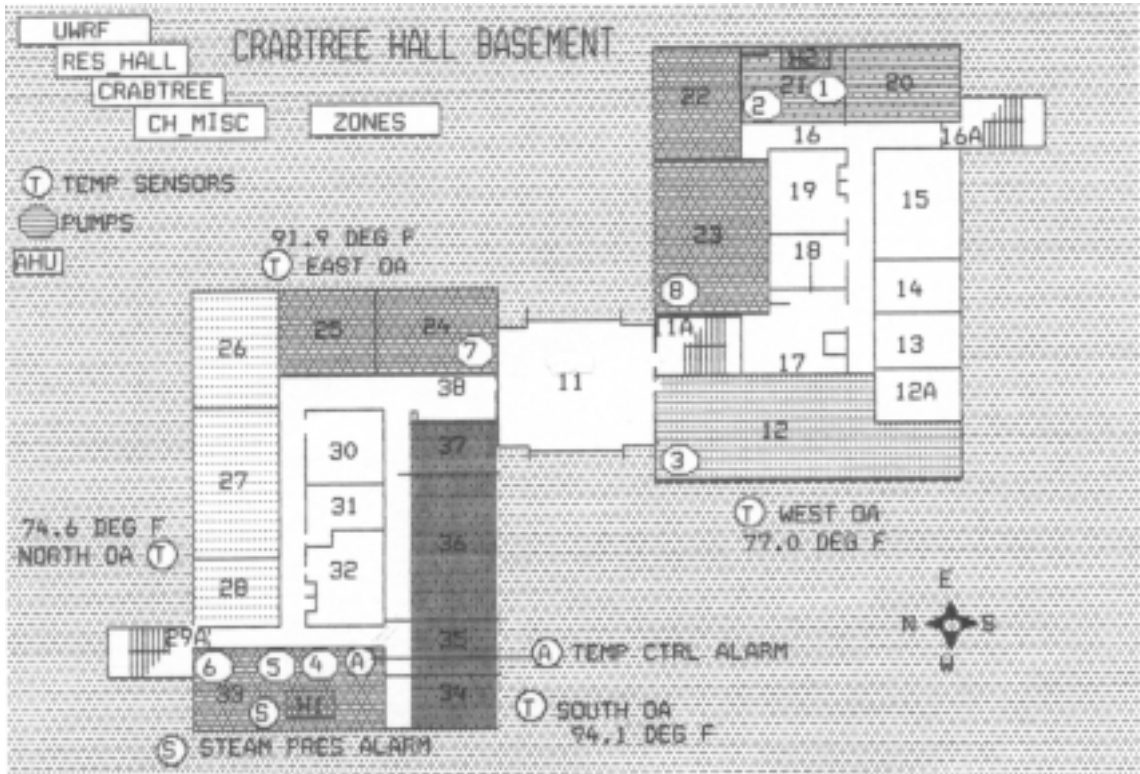 UWRF
RES_HALL
CRABTREE
CH_MISC
ZONES
CRABTREE HALL BASEMENT
T TEMP SENSORS
PUMPS
AHU
91.9 DEG F
T EAST OA
22
2
21
H2
1
20
16
16A
19
15
23
18
14
8
11A
13
17
12A
12
3
26
25
24
7
38
11
37
30
27
31
36
74.6 DEG F
NORTH OA T
32
28
T WEST OA
77.0 DEG F
E
N S
W
29A
35
6
5
4
A
A TEMP CTRL ALARM
33
S
H1
34
T SOUTH OA
94.1 DEG F
S STEAM PRES ALARM